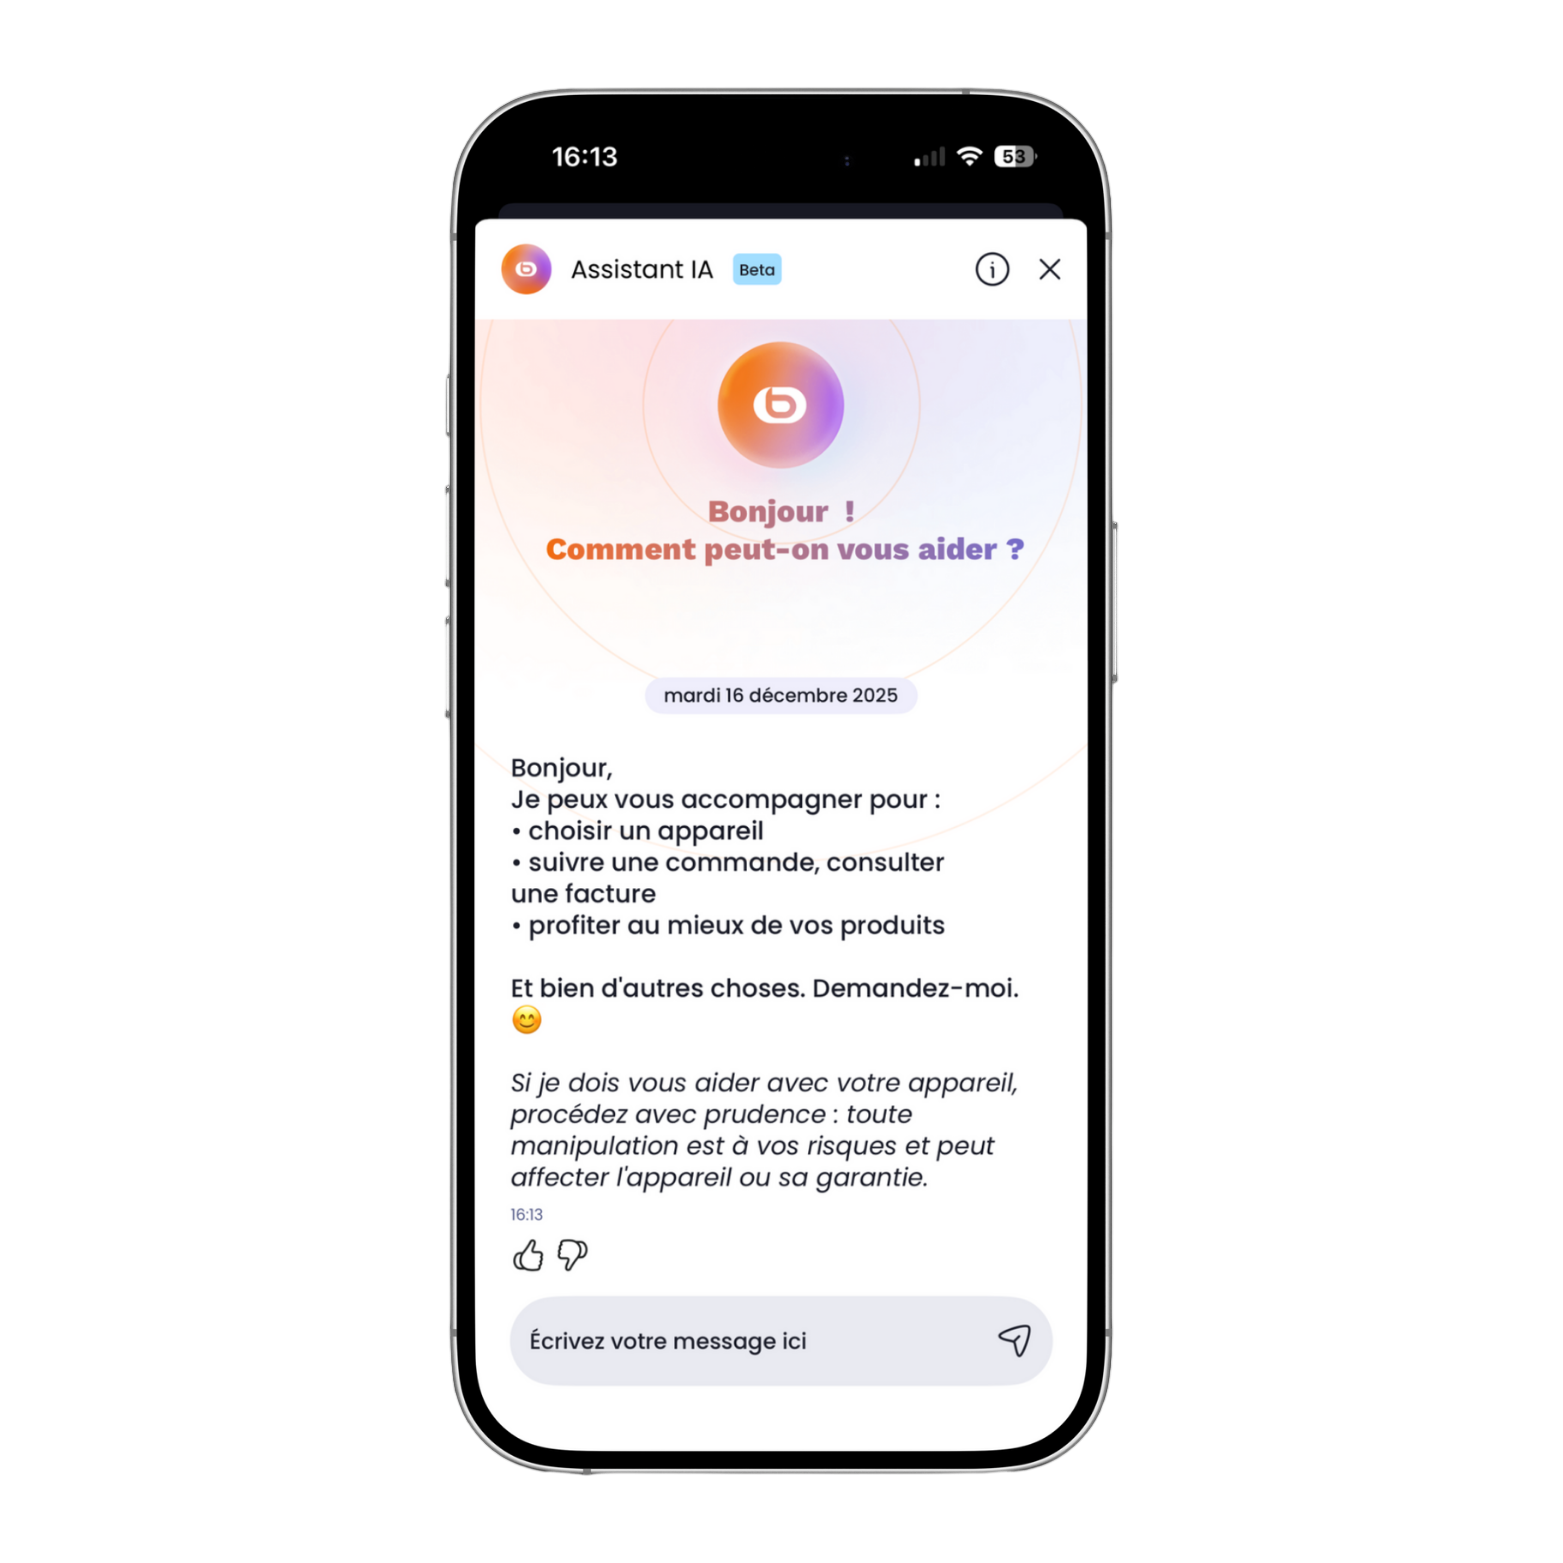 16:13
53
Assistant IA Beta
Bonjour !
Comment peut-on vous aider ?
mardi 16 décembre 2025
Bonjour,
Je peux vous accompagner pour :
• choisir un appareil
• suivre une commande, consulter
une facture
• profiter au mieux de vos produits
Et bien d'autres choses. Demandez-moi.
😊
Si je dois vous aider avec votre appareil,
procédez avec prudence : toute
manipulation est à vos risques et peut
affecter l'appareil ou sa garantie.
16:13
Écrivez votre message ici